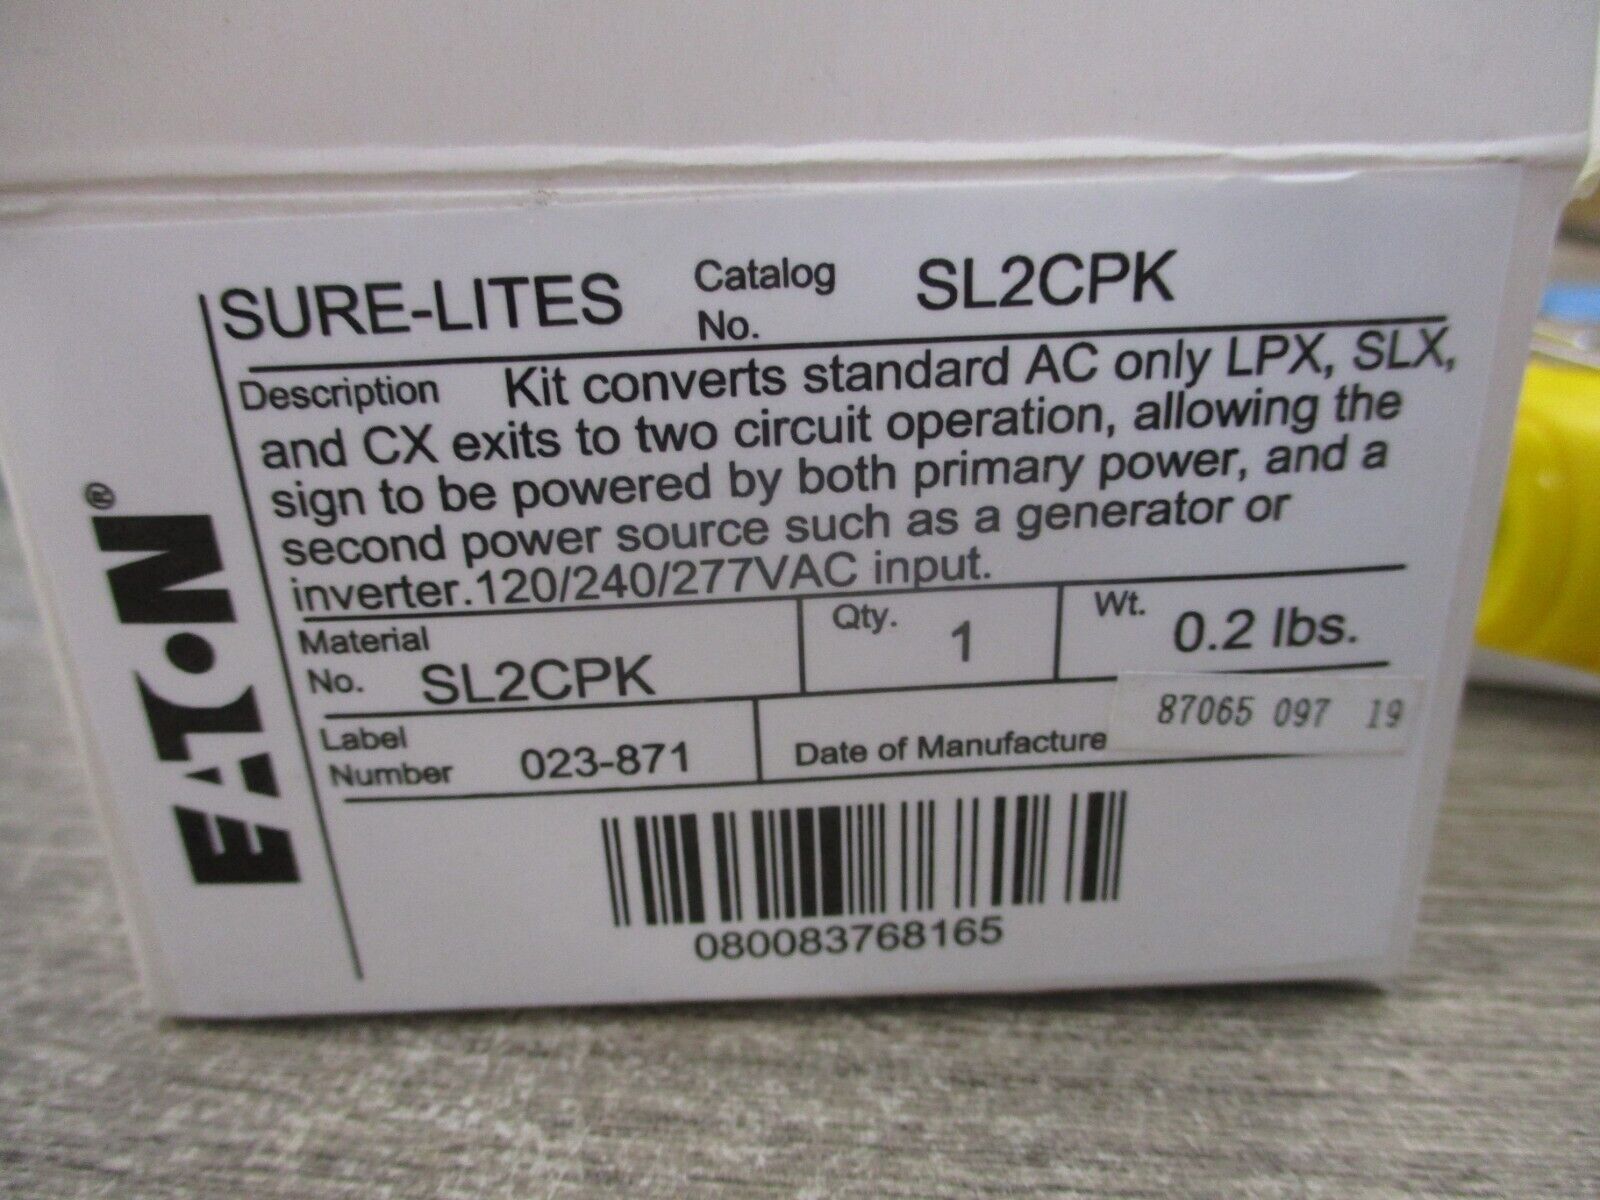 EATON®
SURE-LITES Catalog No. SL2CPK
Description Kit converts standard AC only LPX, SLX,
and CX exits to two circuit operation, allowing the
sign to be powered by both primary power, and a
second power source such as a generator or
inverter.120/240/277VAC input.
Material No. SL2CPK Qty. 1 Wt. 0.2 lbs.
Label Number 023-871 Date of Manufacture 87065 097 19
080083768165